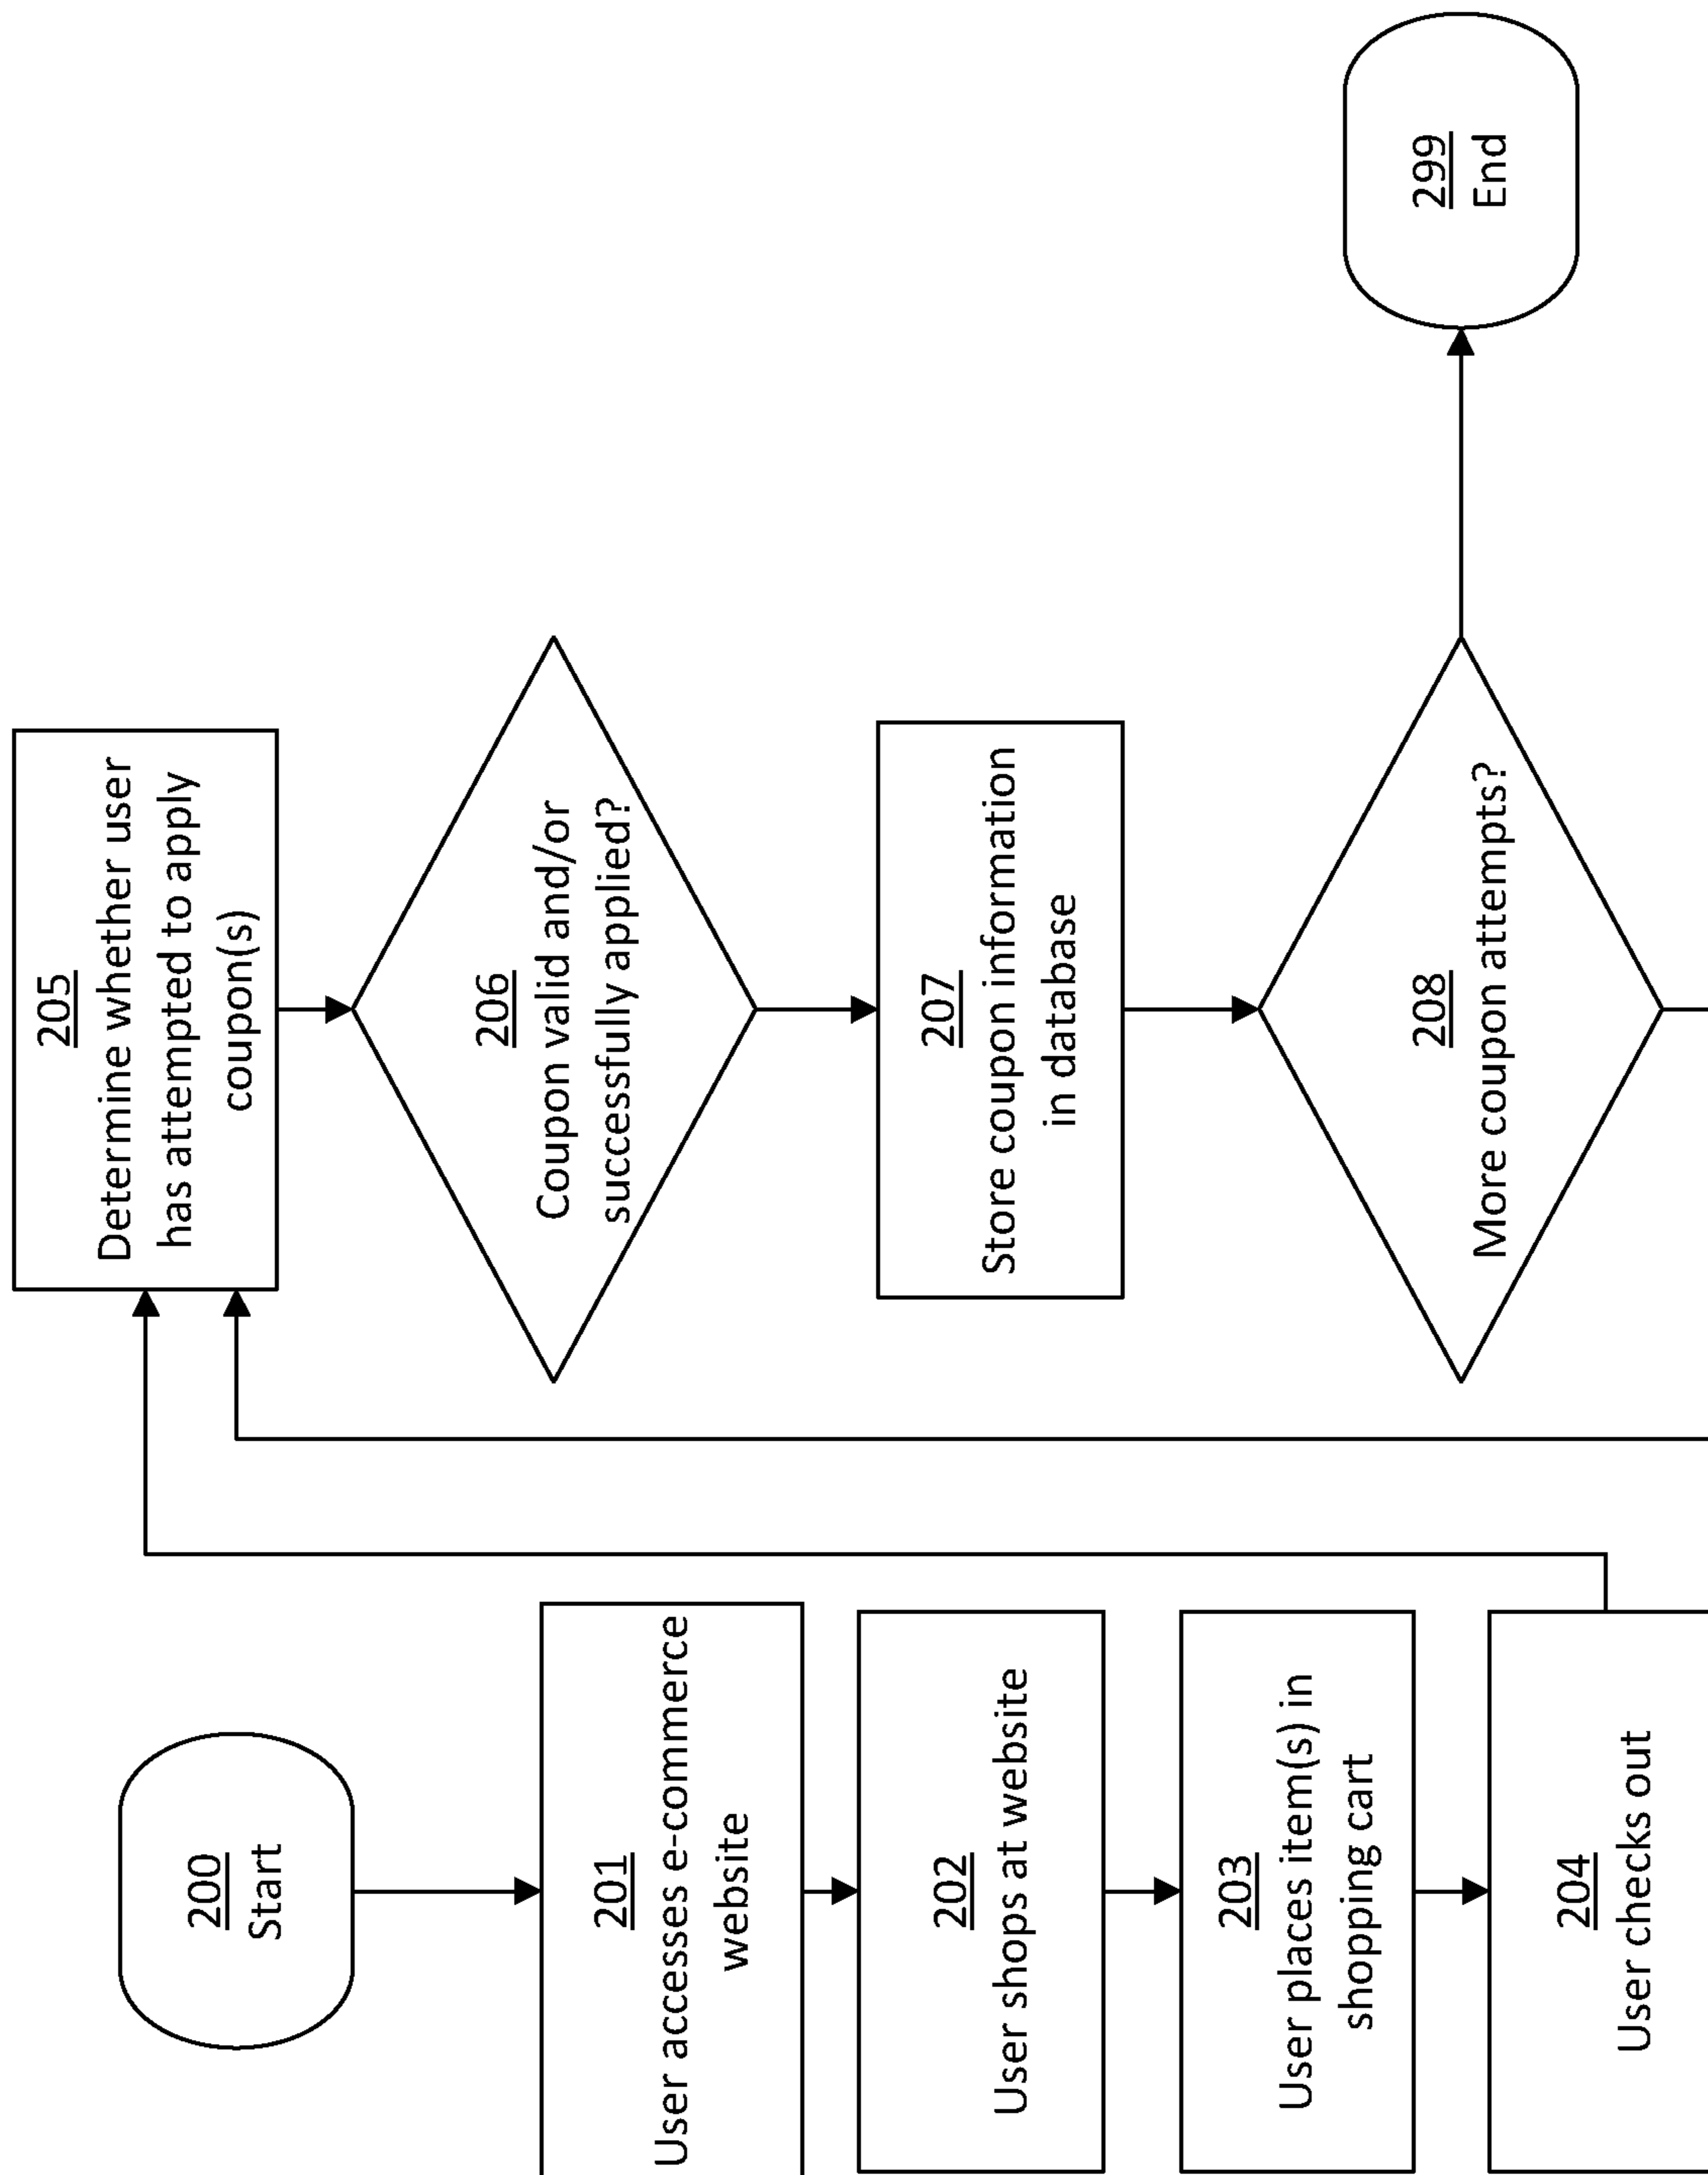 200
Start
201
User accesses e-commerce
website
202
User shops at website
203
User places item(s) in
shopping cart
204
User checks out
205
Determine whether user
has attempted to apply
coupon(s)
206
Coupon valid and/or
successfully applied?
207
Store coupon information
in database
208
More coupon attempts?
299
End